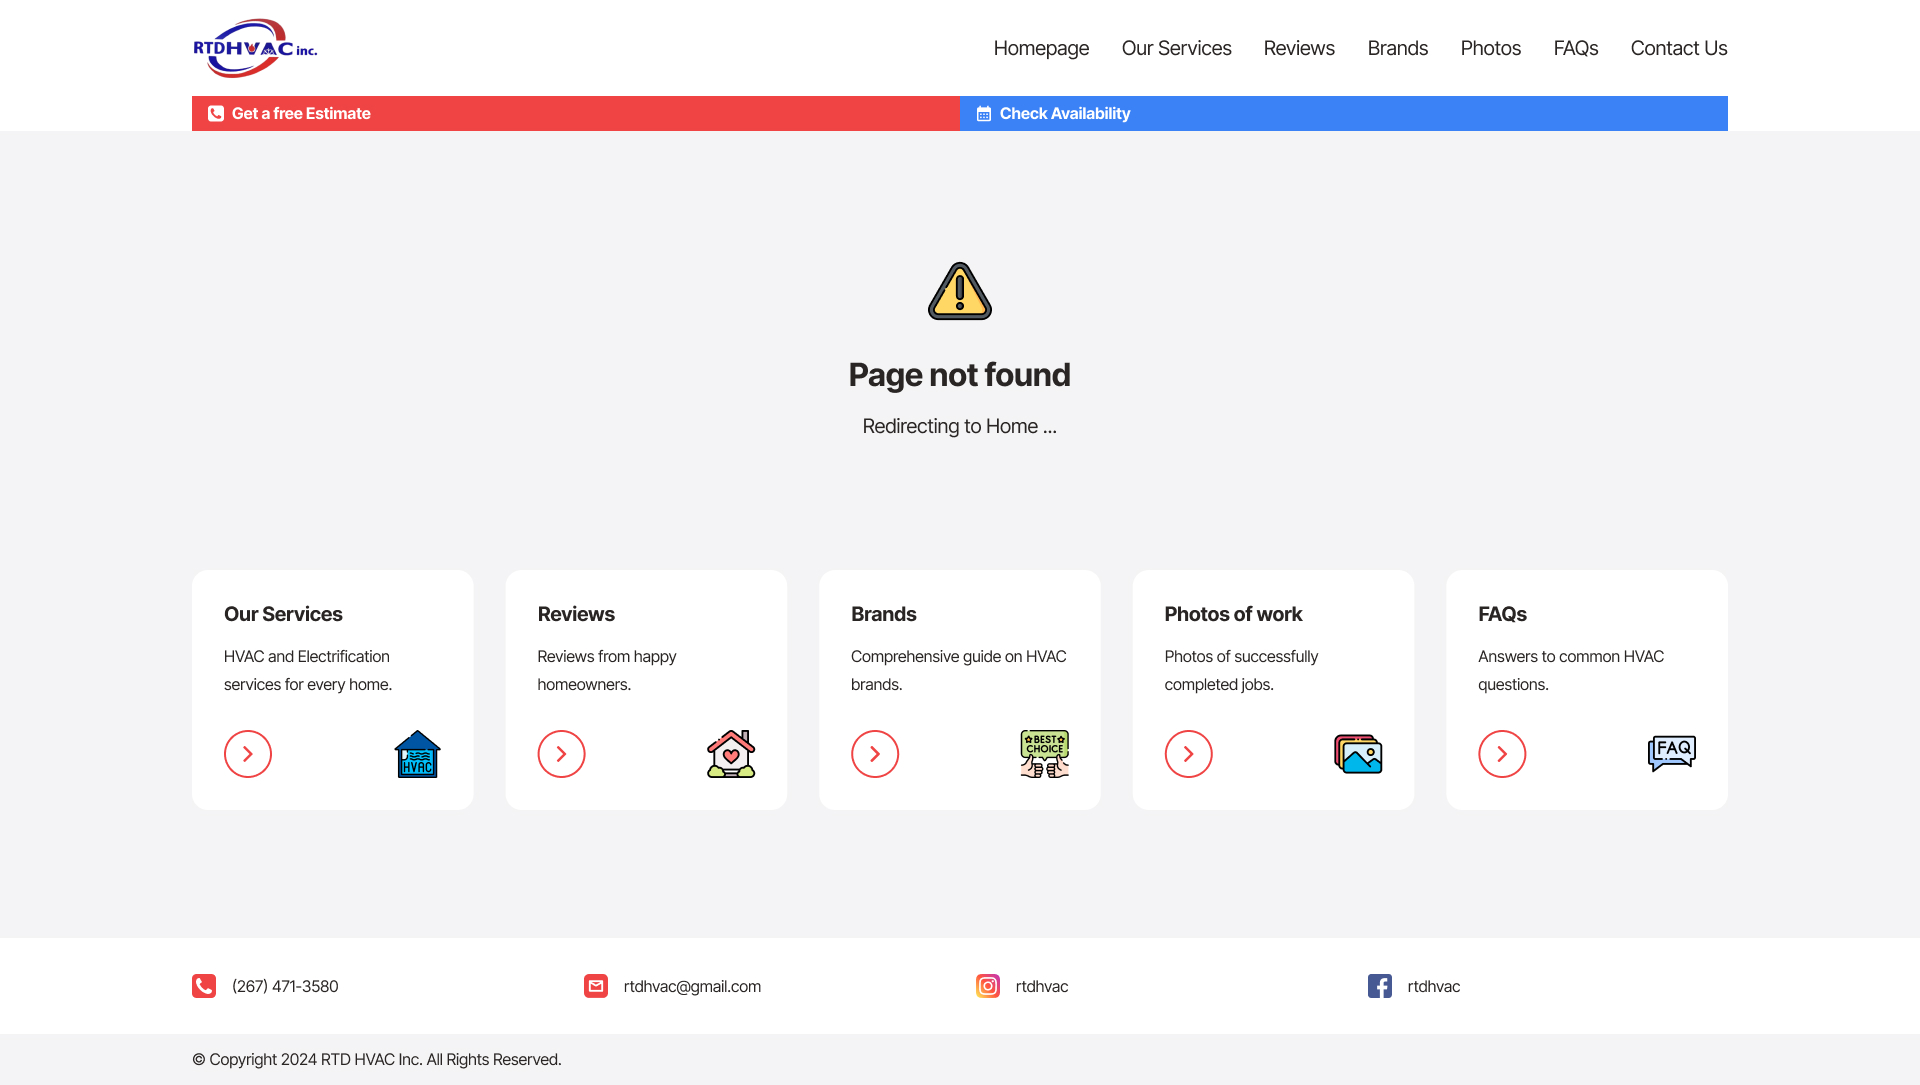 RTDHVAC inc.
Homepage
Our Services
Reviews
Brands
Photos
FAQs
Contact Us
Get a free Estimate
Check Availability
Page not found
Redirecting to Home ...
Our Services
HVAC and Electrification
services for every home.
HVAC
Reviews
Reviews from happy
homeowners.
Brands
Comprehensive guide on HVAC
brands.
BEST
CHOICE
Photos of work
Photos of successfully
completed jobs.
FAQs
Answers to common HVAC
questions.
FAQ
(267) 471-3580
rtdhvac@gmail.com
rtdhvac
rtdhvac
© Copyright 2024 RTD HVAC Inc. All Rights Reserved.